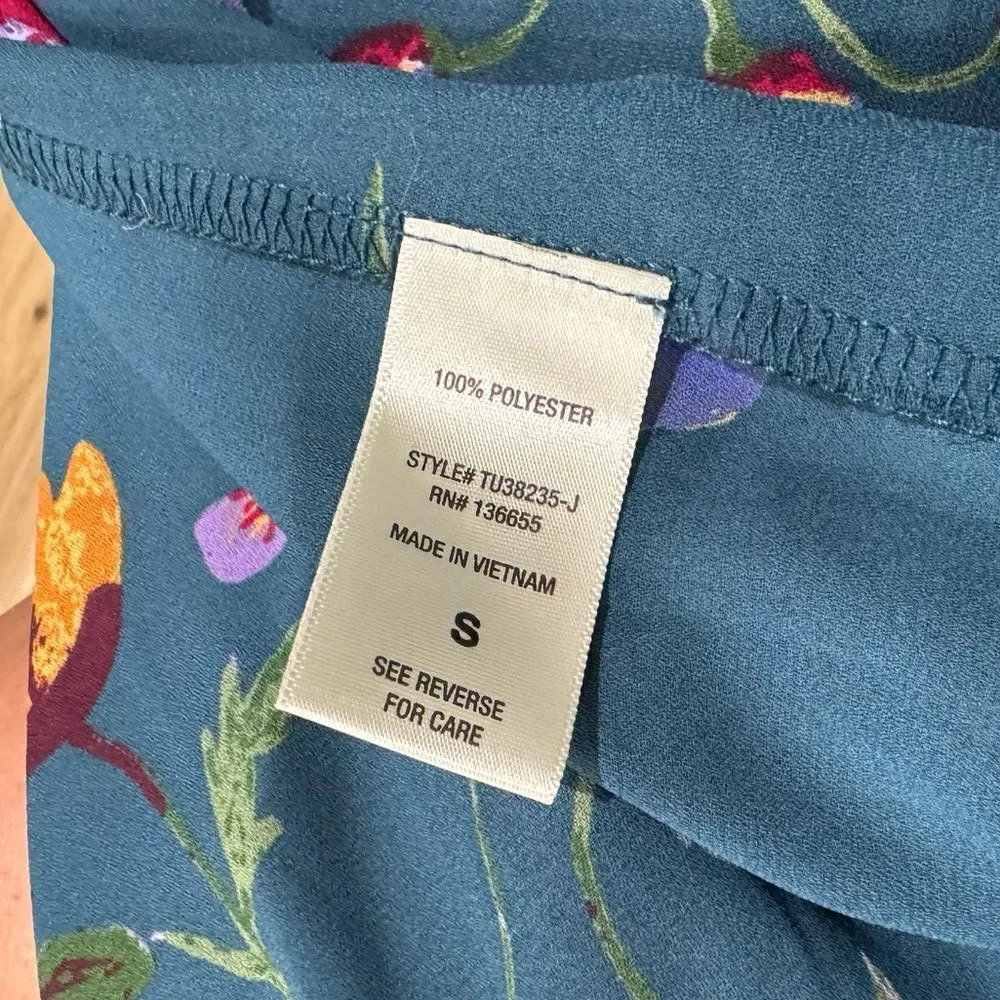 100% POLYESTER
STYLE# TU38235-J
RN# 136655
MADE IN VIETNAM
S
SEE REVERSE
FOR CARE